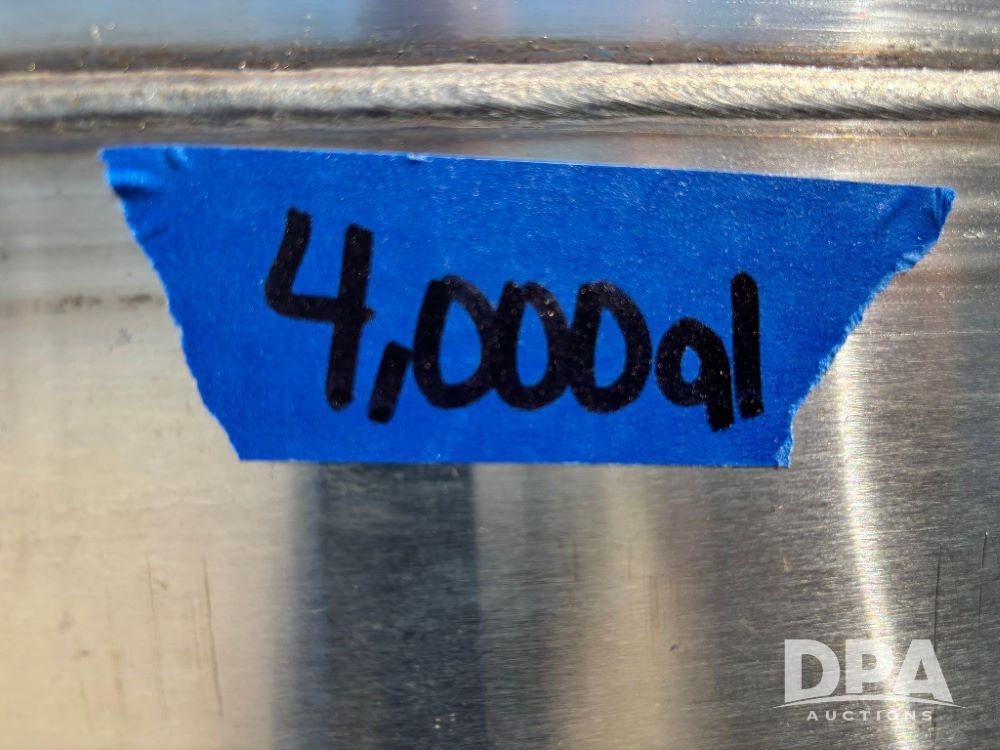 4,000gl
DPA
AUCTIONS